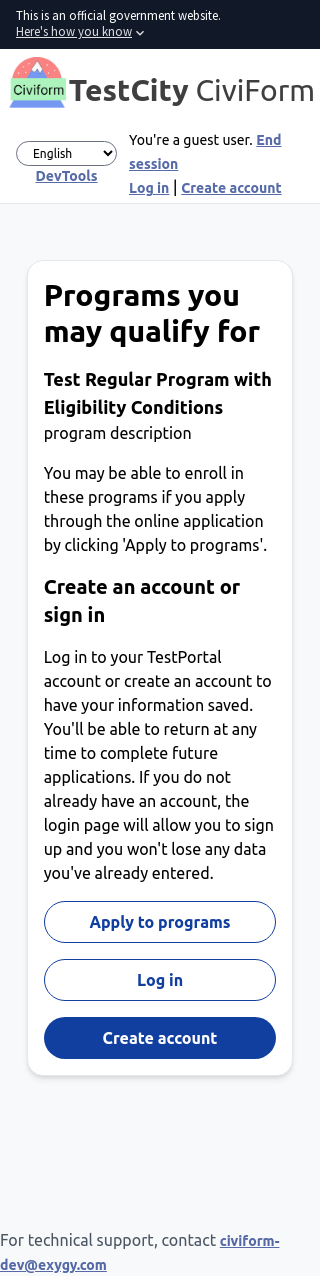 This is an official government website.
Here's how you know
Civiform
TestCity CiviForm
English
DevTools
You're a guest user. End
session
Log in | Create account
Programs you
may qualify for
Test Regular Program with
Eligibility Conditions
program description
You may be able to enroll in
these programs if you apply
through the online application
by clicking 'Apply to programs'.
Create an account or
sign in
Log in to your TestPortal
account or create an account to
have your information saved.
You'll be able to return at any
time to complete future
applications. If you do not
already have an account, the
login page will allow you to sign
up and you won't lose any data
you've already entered.
Apply to programs
Log in
Create account
For technical support, contact civiform-
dev@exygy.com